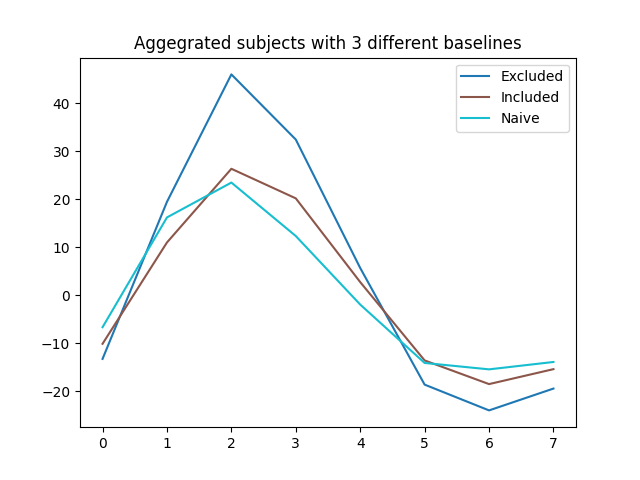 Aggegrated subjects with 3 different baselines
Excluded
Included
Naive
40
30
20
10
0
−10
−20
0 1 2 3 4 5 6 7